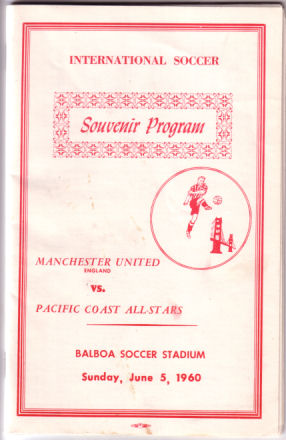 INTERNATIONAL SOCCER
Souvenir Program
MANCHESTER UNITED
ENGLAND
vs.
PACIFIC COAST ALL-STARS
BALBOA SOCCER STADIUM
Sunday, June 5, 1960